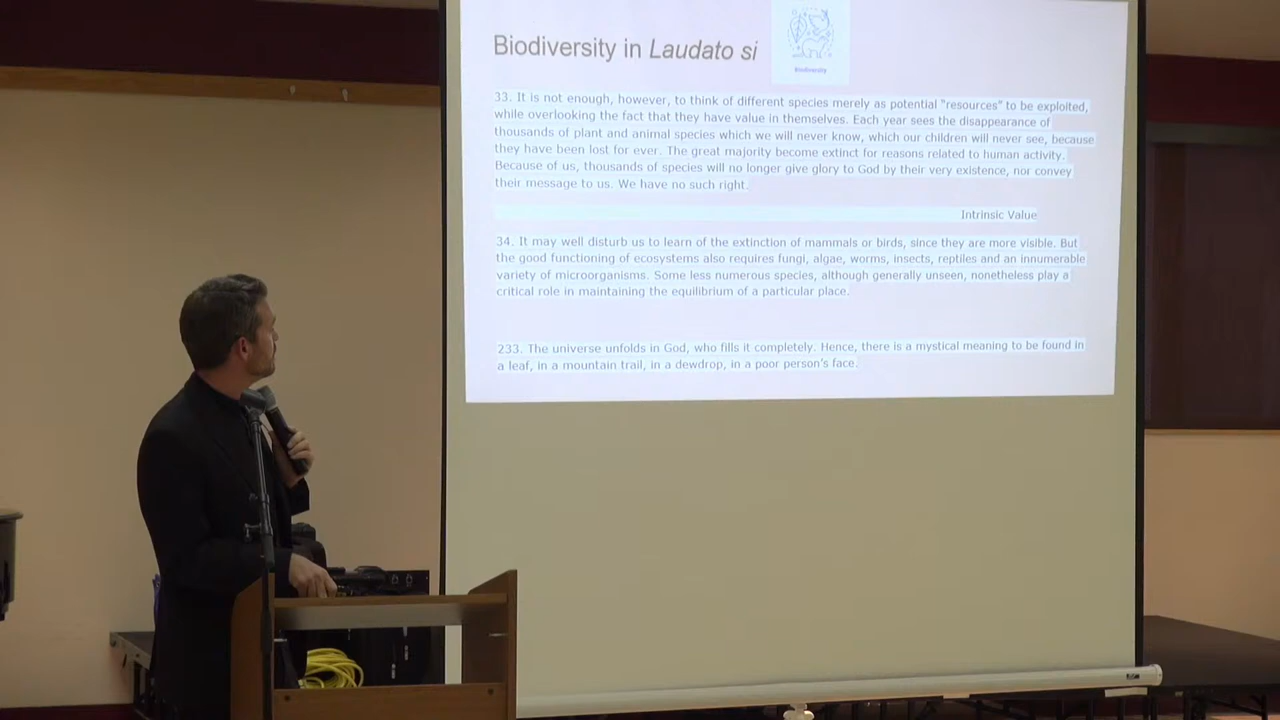 Biodiversity in Laudato si
Biodiversity
33. It is not enough, however, to think of different species merely as potential “resources” to be exploited,
while overlooking the fact that they have value in themselves. Each year sees the disappearance of
thousands of plant and animal species which we will never know, which our children will never see, because
they have been lost for ever. The great majority become extinct for reasons related to human activity.
Because of us, thousands of species will no longer give glory to God by their very existence, nor convey
their message to us. We have no such right.
Intrinsic Value
34. It may well disturb us to learn of the extinction of mammals or birds, since they are more visible. But
the good functioning of ecosystems also requires fungi, algae, worms, insects, reptiles and an innumerable
variety of microorganisms. Some less numerous species, although generally unseen, nonetheless play a
critical role in maintaining the equilibrium of a particular place.
233. The universe unfolds in God, who fills it completely. Hence, there is a mystical meaning to be found in
a leaf, in a mountain trail, in a dewdrop, in a poor person’s face.